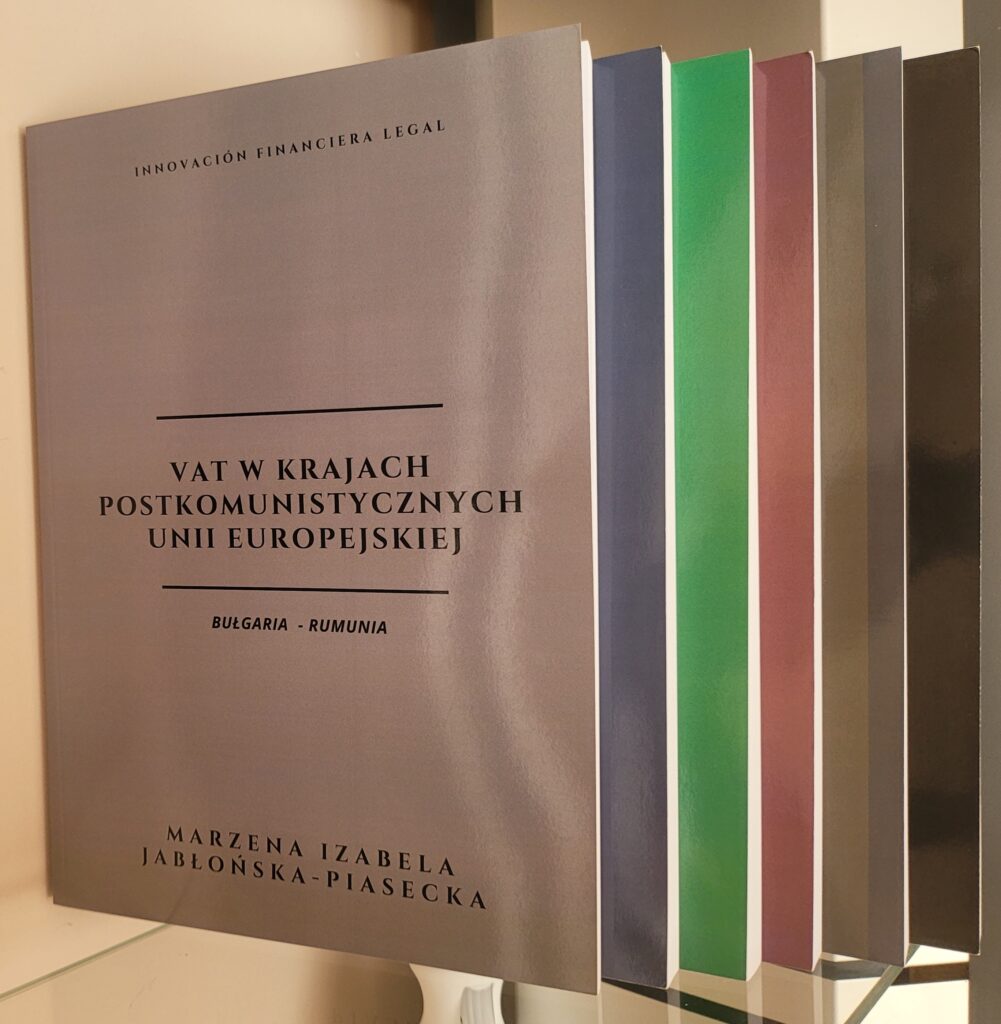 INNOVACIÓN FINANCIERA LEGAL
VAT W KRAJACH
POSTKOMUNISTYCZNYCH
UNII EUROPEJSKIEJ
BUŁGARIA - RUMUNIA
MARZENA IZABELA
JABŁOŃSKA-PIASECKA